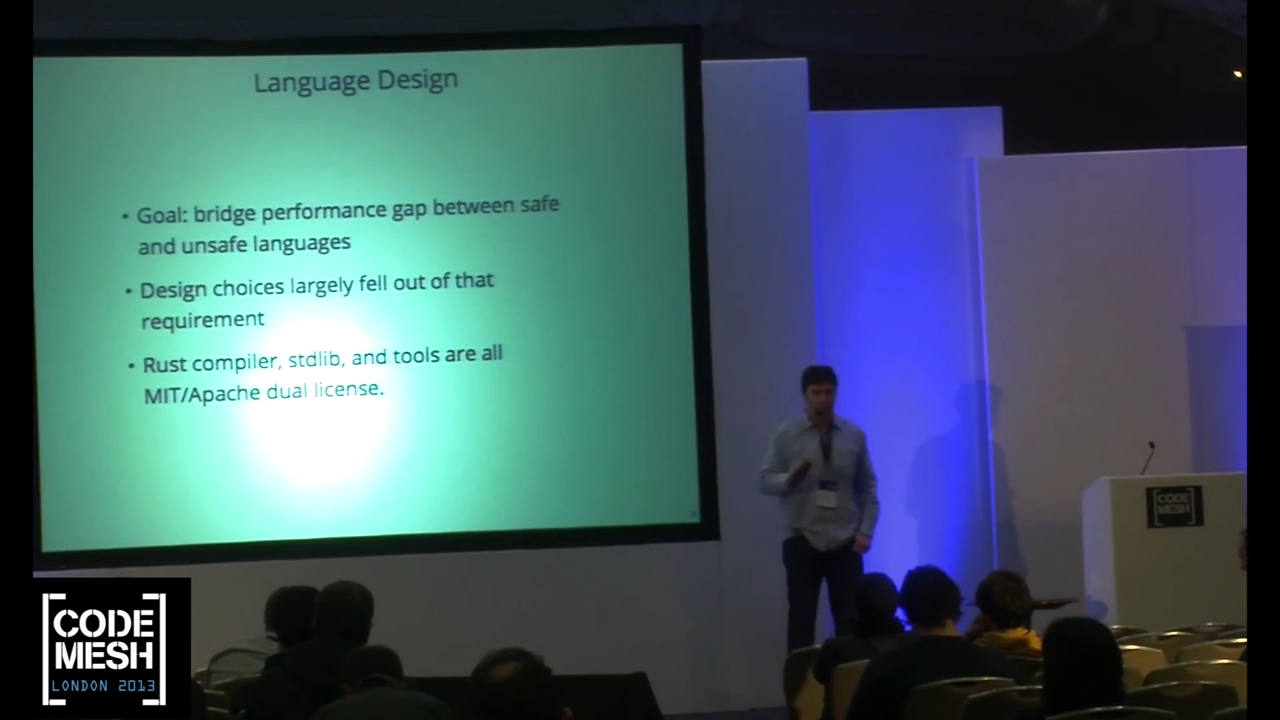 Language Design
• Goal: bridge performance gap between safe
and unsafe languages
• Design choices largely fell out of that
requirement
• Rust compiler, stdlib, and tools are all
MIT/Apache dual license.
CODE
MESH
CODE
MESH
LONDON 2013